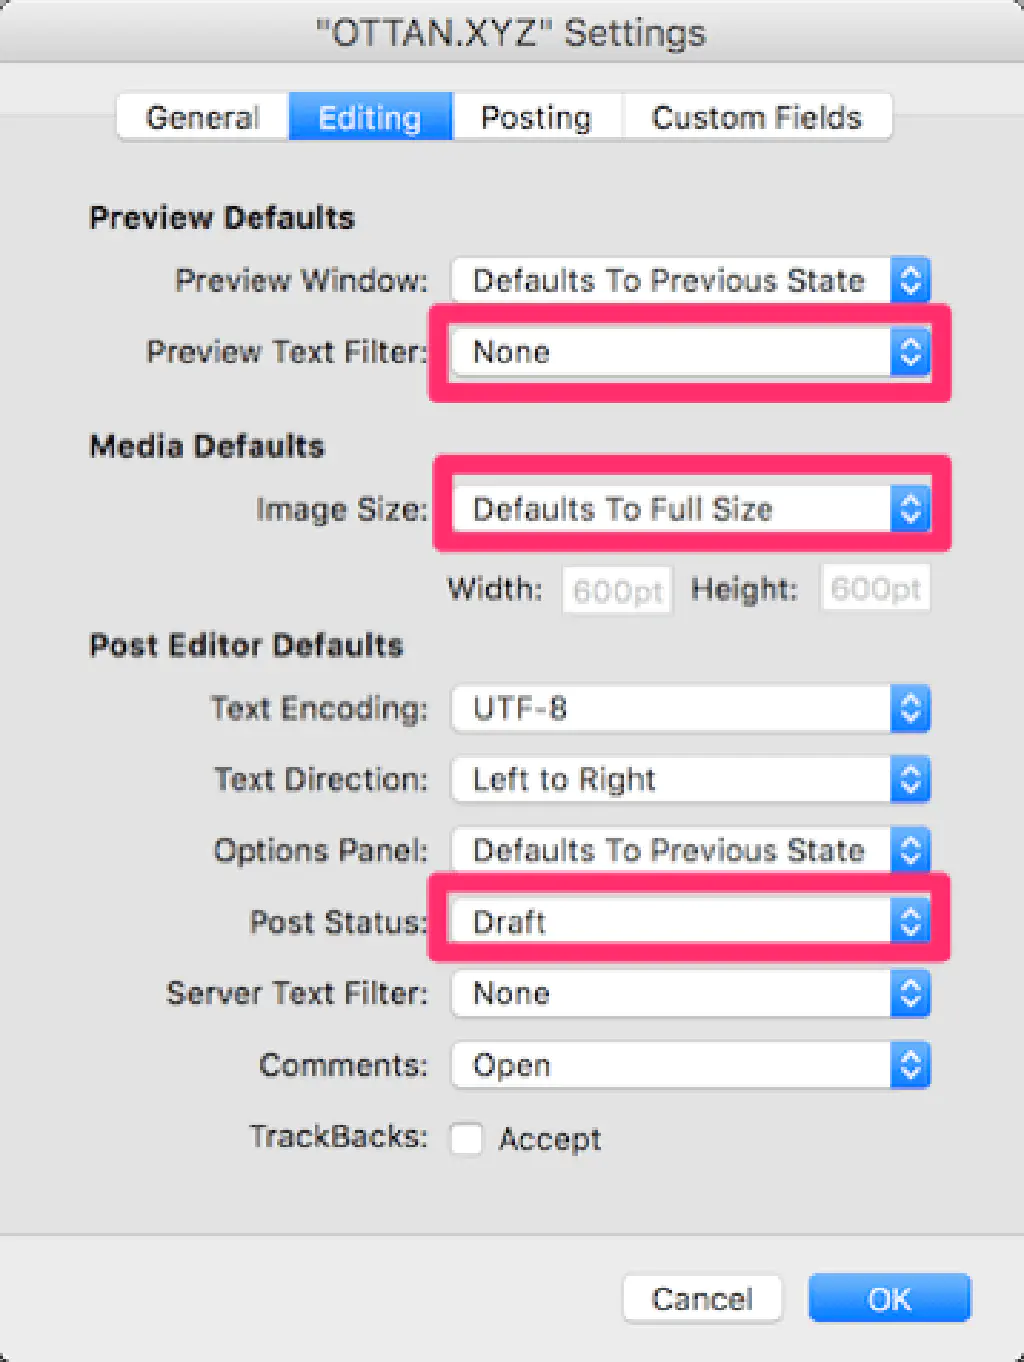 "OTTAN.XYZ" Settings
General Editing Posting Custom Fields
Preview Defaults
Preview Window: Defaults To Previous State
Preview Text Filter: None
Media Defaults
Image Size: Defaults To Full Size
Width: 600pt Height: 600pt
Post Editor Defaults
Text Encoding: UTF-8
Text Direction: Left to Right
Options Panel: Defaults To Previous State
Post Status: Draft
Server Text Filter: None
Comments: Open
TrackBacks: Accept
Cancel OK